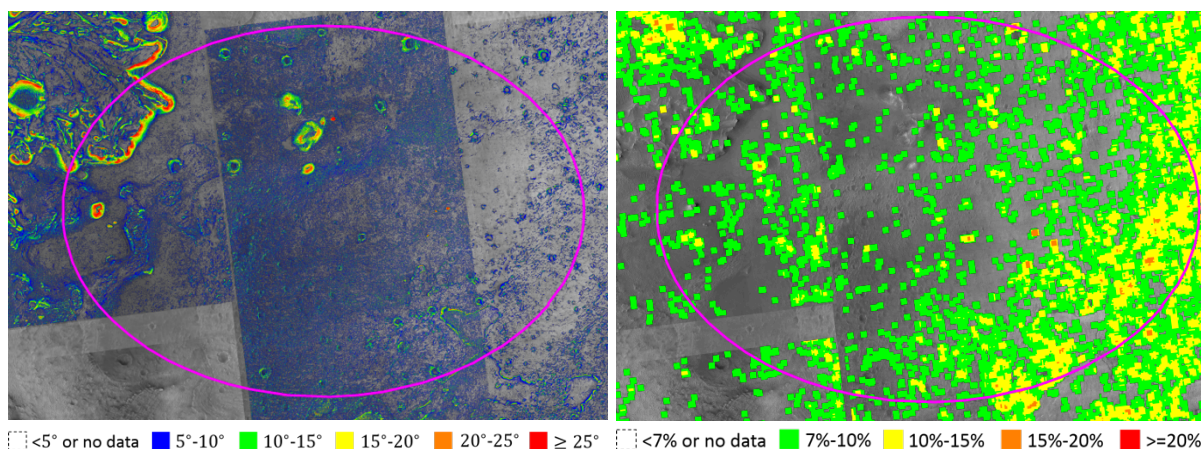 <5° or no data 5°-10° 10°-15° 15°-20° 20°-25° ≥ 25°
<7% or no data 7%-10% 10%-15% 15%-20% >=20%